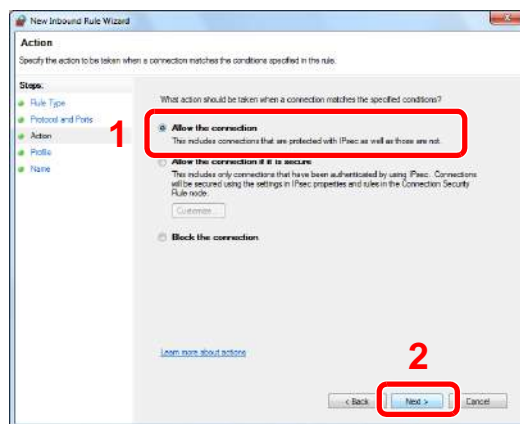 New Inbound Rule Wizard
Action
Specify the action to be taken when a connection matches the conditions specified in the rule.
Steps:
Rule Type
Protocol and Ports
Action
Profile
Name
What action should be taken when a connection matches the specified conditions?
1
Allow the connection
This includes connections that are protected with IPsec as well as those are not.
Allow the connection if it is secure
This includes only connections that have been authenticated by using IPsec. Connections
will be secured using the settings in IPsec properties and rules in the Connection Security
Rule node.
Customize...
Block the connection
Learn more about actions
2
< Back
Next >
Cancel